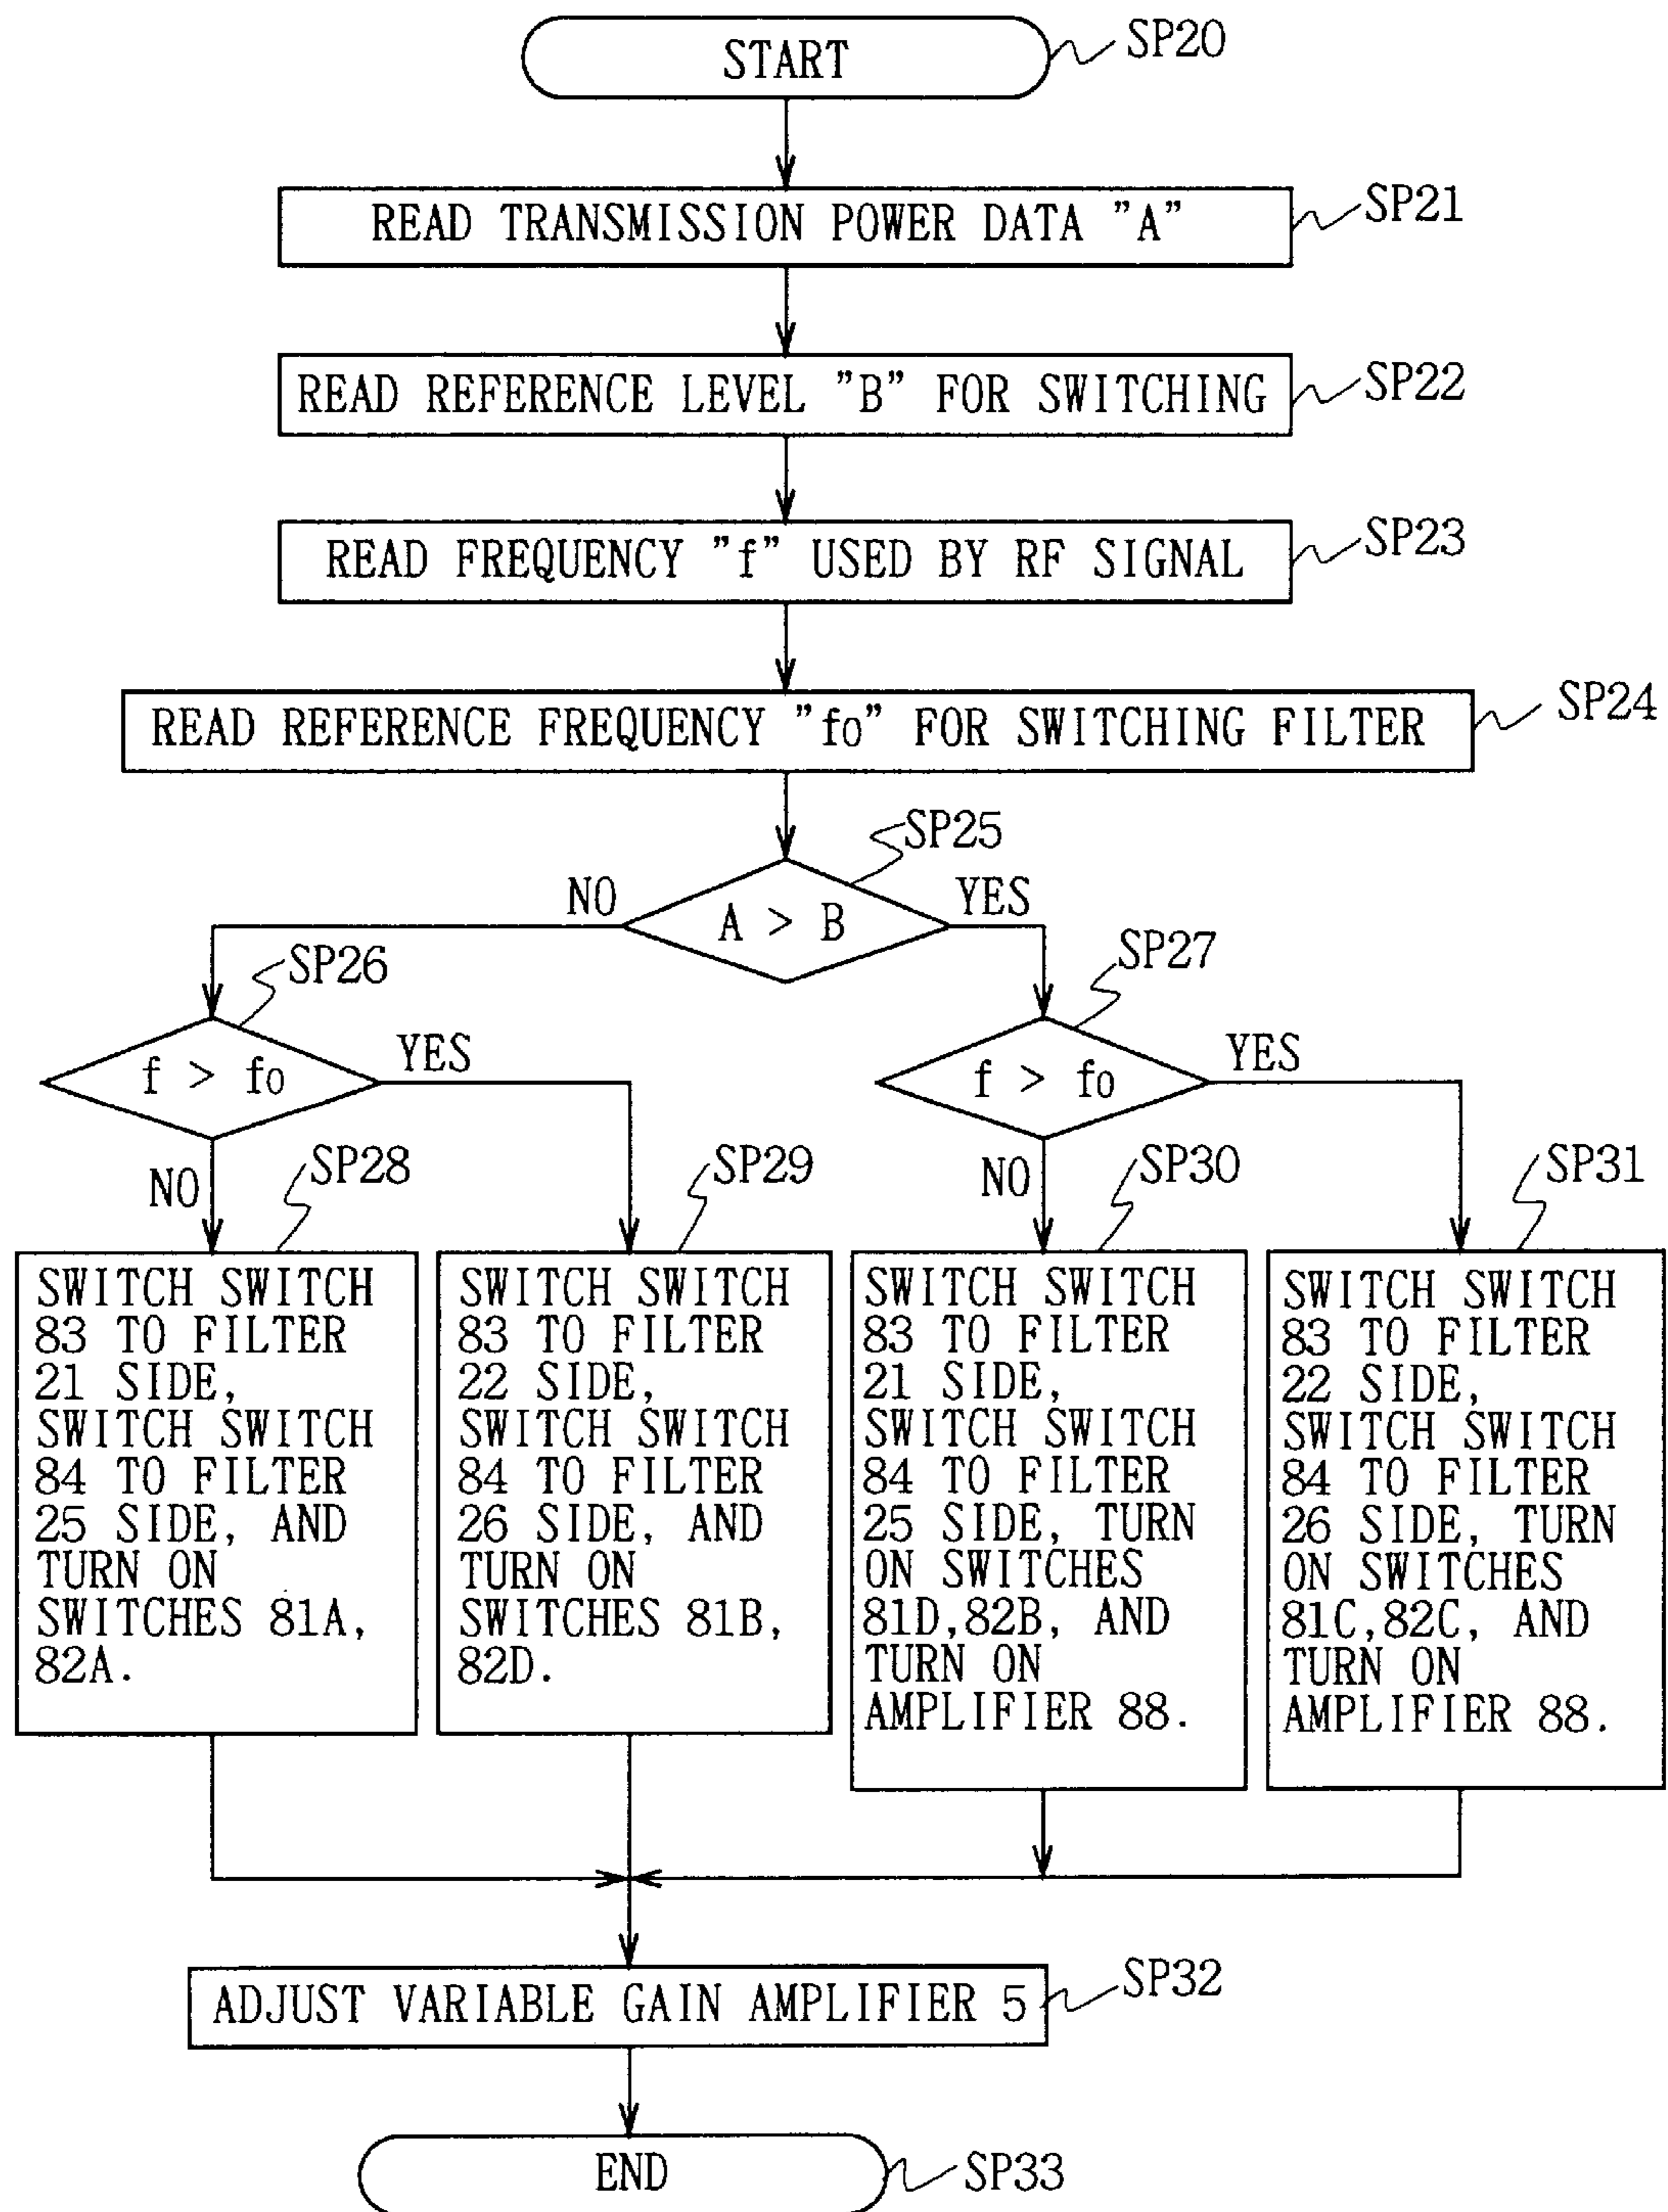 START
SP20
READ TRANSMISSION POWER DATA "A"
SP21
READ REFERENCE LEVEL "B" FOR SWITCHING
SP22
READ FREQUENCY "f" USED BY RF SIGNAL
SP23
READ REFERENCE FREQUENCY "f0" FOR SWITCHING FILTER
SP24
SP25
NO
A > B
YES
SP26
f > f0
YES
NO
SP27
f > f0
YES
NO
SP28
SWITCH SWITCH
83 TO FILTER
21 SIDE,
SWITCH SWITCH
84 TO FILTER
25 SIDE, AND
TURN ON
SWITCHES 81A,
82A.
SP29
SWITCH SWITCH
83 TO FILTER
22 SIDE,
SWITCH SWITCH
84 TO FILTER
26 SIDE, AND
TURN ON
SWITCHES 81B,
82D.
SP30
SWITCH SWITCH
83 TO FILTER
21 SIDE,
SWITCH SWITCH
84 TO FILTER
25 SIDE, TURN
ON SWITCHES
81D,82B, AND
TURN ON
AMPLIFIER 88.
SP31
SWITCH SWITCH
83 TO FILTER
22 SIDE,
SWITCH SWITCH
84 TO FILTER
26 SIDE, TURN
ON SWITCHES
81C,82C, AND
TURN ON
AMPLIFIER 88.
ADJUST VARIABLE GAIN AMPLIFIER 5
SP32
END
SP33